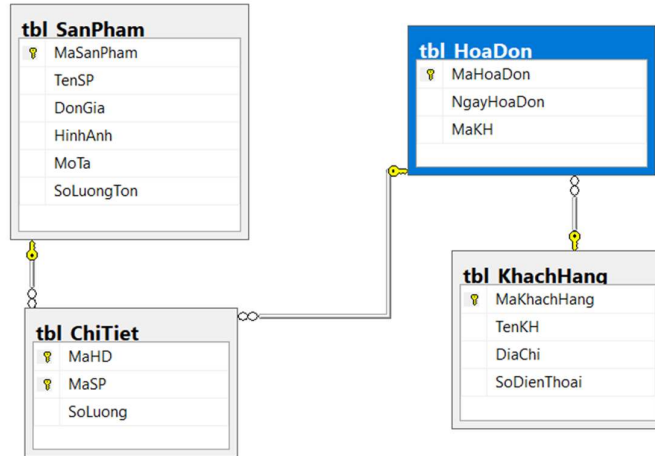 tbl_SanPham
MaSanPham
TenSP
DonGia
HinhAnh
MoTa
SoLuongTon
tbl_HoaDon
MaHoaDon
NgayHoaDon
MaKH
tbl_ChiTiet
MaHD
MaSP
SoLuong
tbl_KhachHang
MaKhachHang
TenKH
DiaChi
SoDienThoai